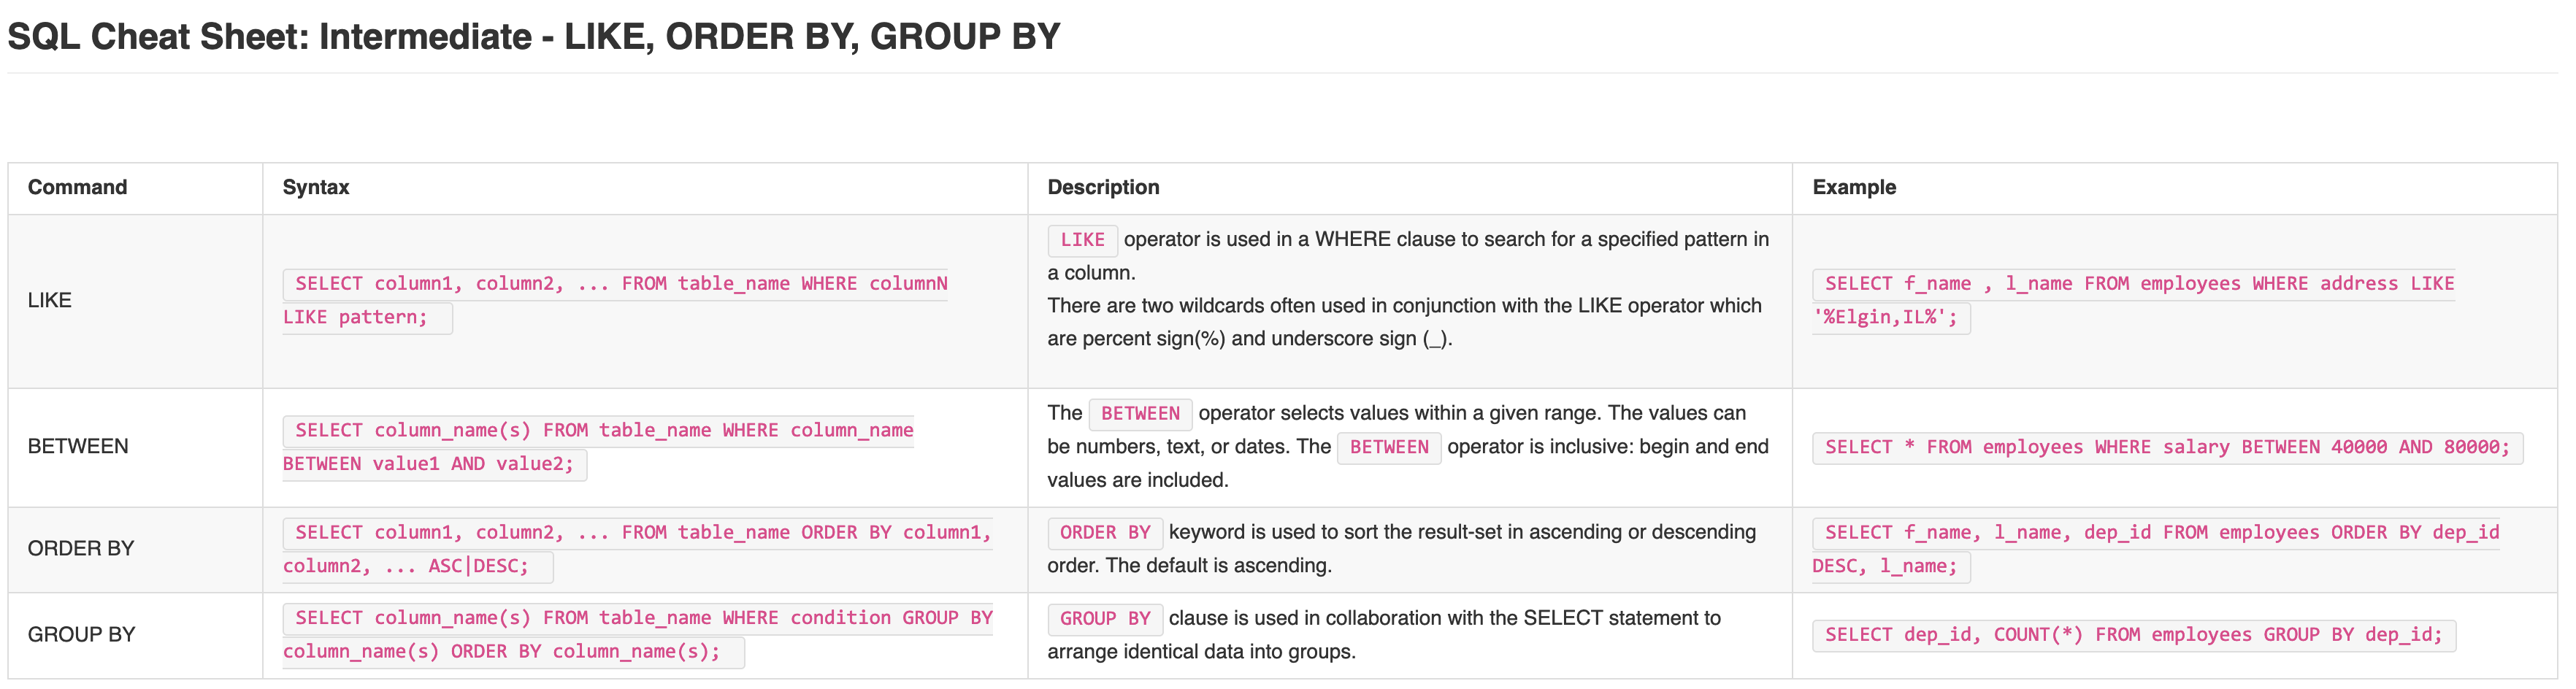 SQL Cheat Sheet: Intermediate - LIKE, ORDER BY, GROUP BY
Command
Syntax
Description
Example
LIKE
SELECT column1, column2, ... FROM table_name WHERE columnN
LIKE pattern;
LIKE operator is used in a WHERE clause to search for a specified pattern in
a column.
There are two wildcards often used in conjunction with the LIKE operator which
are percent sign(%) and underscore sign (_).
SELECT f_name , l_name FROM employees WHERE address LIKE
'%Elgin,IL%';
BETWEEN
SELECT column_name(s) FROM table_name WHERE column_name
BETWEEN value1 AND value2;
The BETWEEN operator selects values within a given range. The values can
be numbers, text, or dates. The BETWEEN operator is inclusive: begin and end
values are included.
SELECT * FROM employees WHERE salary BETWEEN 40000 AND 80000;
ORDER BY
SELECT column1, column2, ... FROM table_name ORDER BY column1,
column2, ... ASC|DESC;
ORDER BY keyword is used to sort the result-set in ascending or descending
order. The default is ascending.
SELECT f_name, l_name, dep_id FROM employees ORDER BY dep_id
DESC, l_name;
GROUP BY
SELECT column_name(s) FROM table_name WHERE condition GROUP BY
column_name(s) ORDER BY column_name(s);
GROUP BY clause is used in collaboration with the SELECT statement to
arrange identical data into groups.
SELECT dep_id, COUNT(*) FROM employees GROUP BY dep_id;